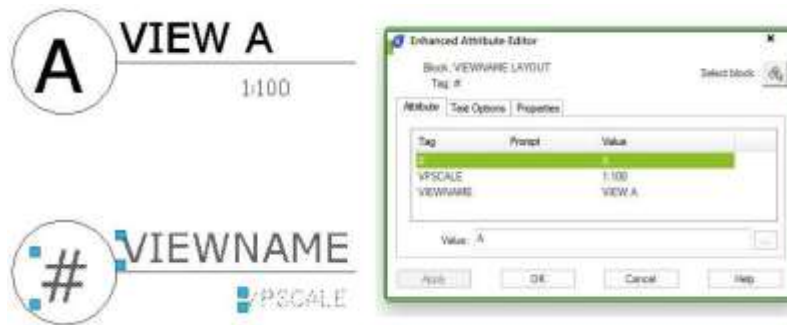 VIEW A
A
1:100
VIEWNAME
#
VPSCALE
Enhanced Attribute Editor
Block: VIEWNAME LAYOUT
Tag: #
Select block
Attribute Text Options Properties
Tag Prompt Value
# A
VPSCALE 1:100
VIEWNAME VIEW A
Value: A
...
Apply OK Cancel Help